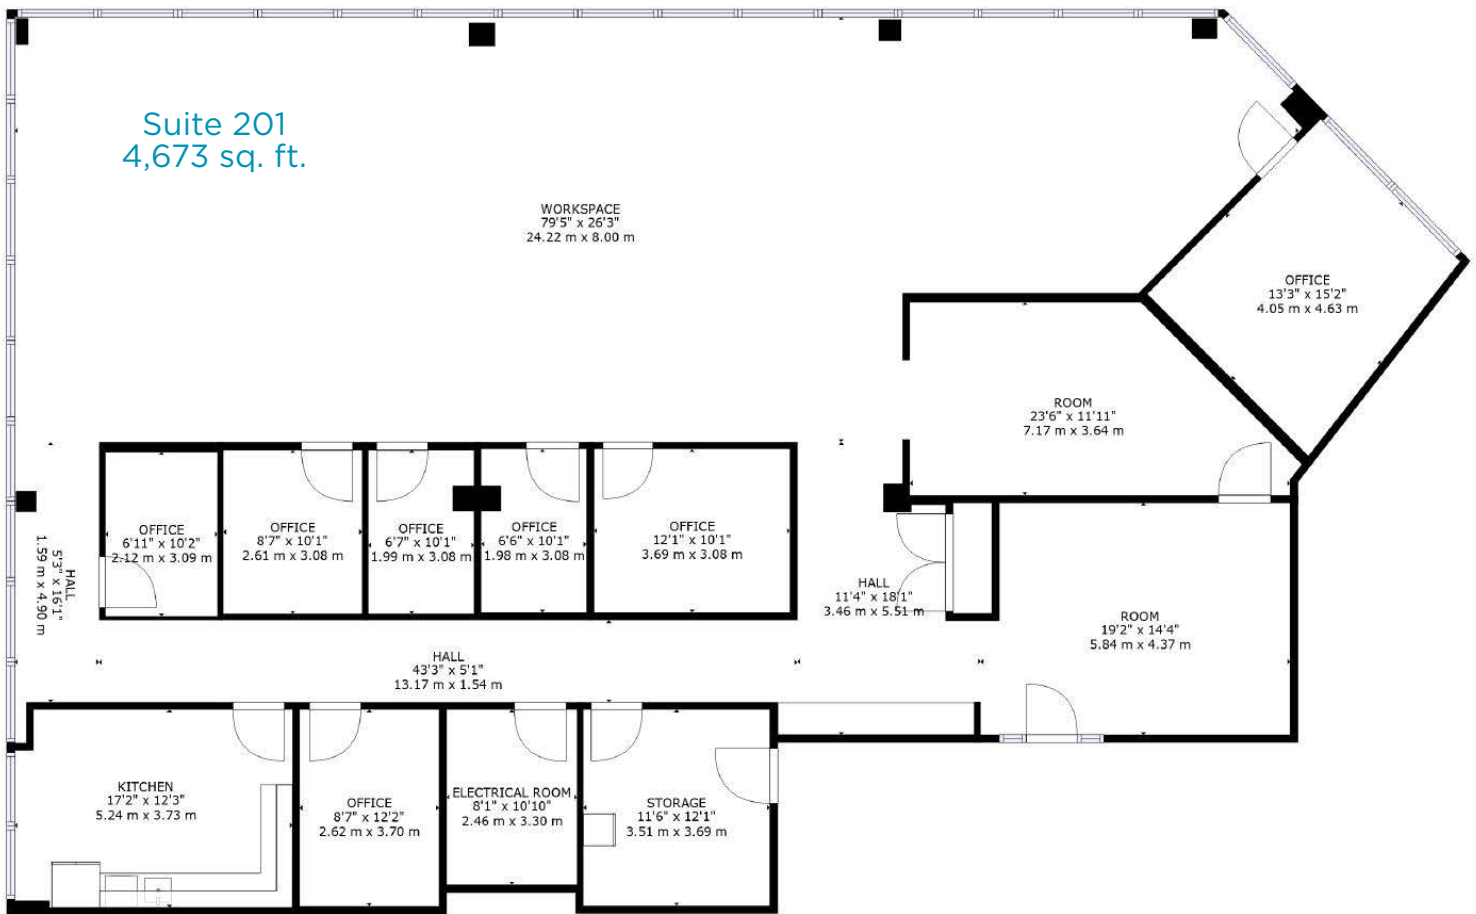 Suite 201
4,673 sq. ft.
WORKSPACE
79'5" x 26'3"
24.22 m x 8.00 m
OFFICE
13'3" x 15'2"
4.05 m x 4.63 m
ROOM
23'6" x 11'11"
7.17 m x 3.64 m
OFFICE
6'11" x 10'2"
2.12 m x 3.09 m
OFFICE
8'7" x 10'1"
2.61 m x 3.08 m
OFFICE
6'7" x 10'1"
1.99 m x 3.08 m
OFFICE
6'6" x 10'1"
1.98 m x 3.08 m
OFFICE
12'1" x 10'1"
3.69 m x 3.08 m
HALL
5'3" x 16'1"
1.59 m x 4.90 m
HALL
11'4" x 18'1"
3.46 m x 5.51 m
ROOM
19'2" x 14'4"
5.84 m x 4.37 m
HALL
43'3" x 5'1"
13.17 m x 1.54 m
KITCHEN
17'2" x 12'3"
5.24 m x 3.73 m
OFFICE
8'7" x 12'2"
2.62 m x 3.70 m
ELECTRICAL ROOM
8'1" x 10'10"
2.46 m x 3.30 m
STORAGE
11'6" x 12'1"
3.51 m x 3.69 m